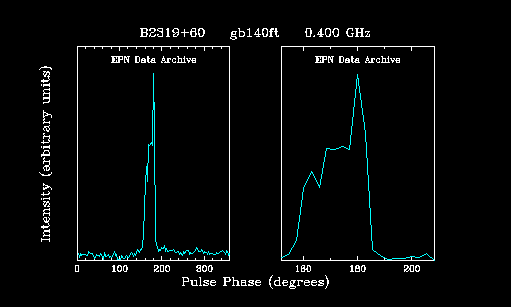 B2319+60 gb140ft 0.400 GHz
EPN Data Archive EPN Data Archive
Intensity (arbitrary units)
0 100 200 300 160 180 200
Pulse Phase (degrees)